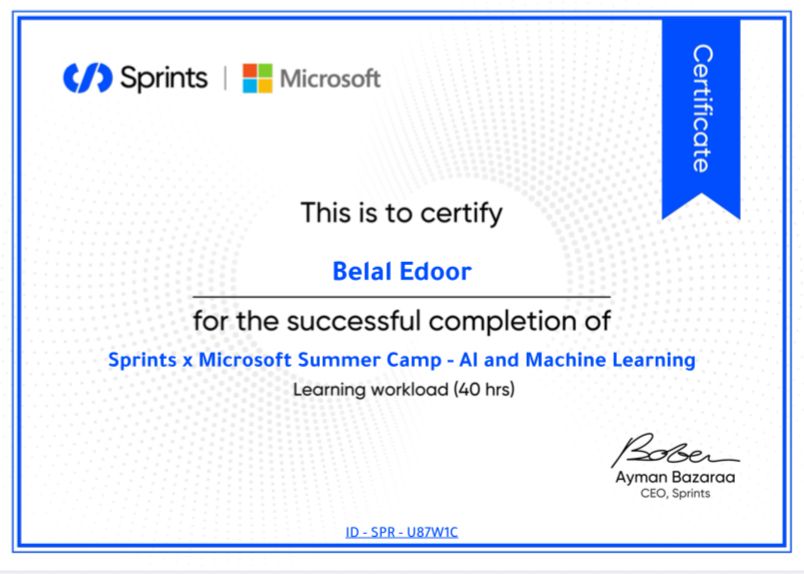 Sprints | Microsoft
Certificate
This is to certify
Belal Edoor
for the successful completion of
Sprints x Microsoft Summer Camp - AI and Machine Learning
Learning workload (40 hrs)
Ayman Bazaraa
CEO, Sprints
ID - SPR - U87W1C